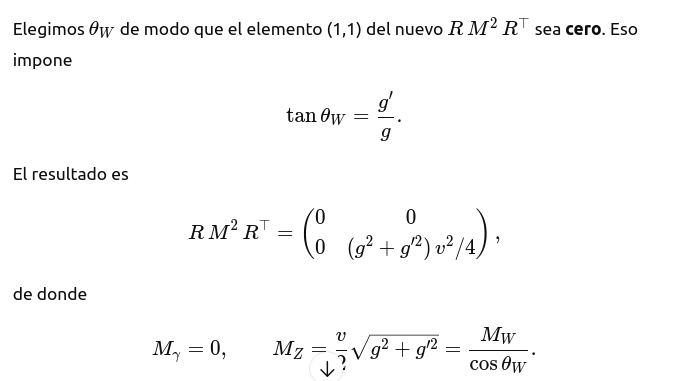 Elegimos θ_W de modo que el elemento (1,1) del nuevo R M² R^⊤ sea cero. Eso
impone
tan θ_W = g′/g.
El resultado es
R M² R^⊤ = (0 0; 0 (g² + g′²) v²/4),
de donde
M_γ = 0, M_Z = v/2 √(g² + g′²) = M_W/cos θ_W.